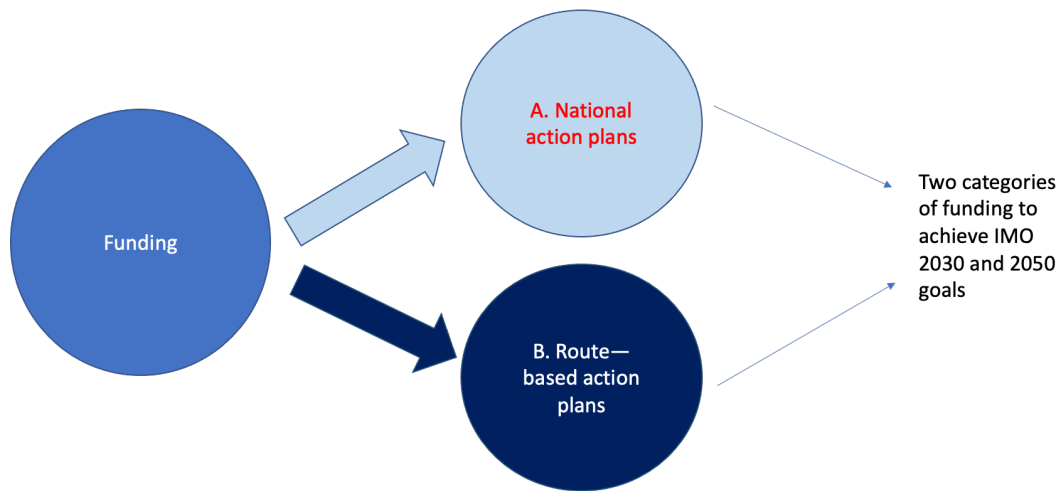 Funding
A. National
action plans
B. Route—
based action
plans
Two categories
of funding to
achieve IMO
2030 and 2050
goals